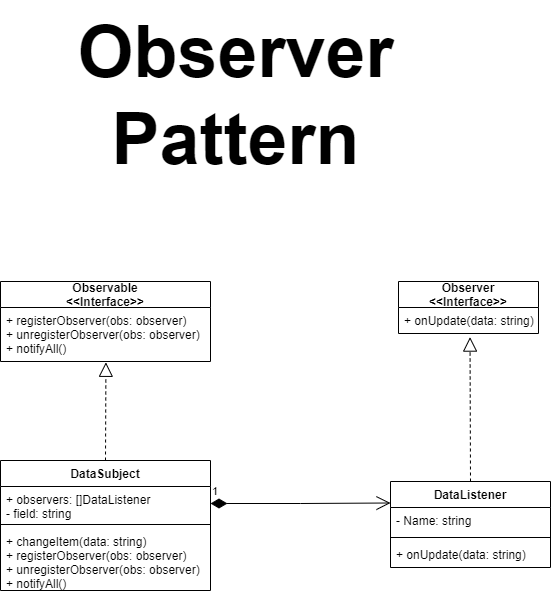 Observer
Pattern
Observable
<<Interface>>
+ registerObserver(obs: observer)
+ unregisterObserver(obs: observer)
+ notifyAll()
Observer
<<Interface>>
+ onUpdate(data: string)
DataSubject
+ observers: []DataListener
- field: string
+ changeItem(data: string)
+ registerObserver(obs: observer)
+ unregisterObserver(obs: observer)
+ notifyAll()
1
DataListener
- Name: string
+ onUpdate(data: string)